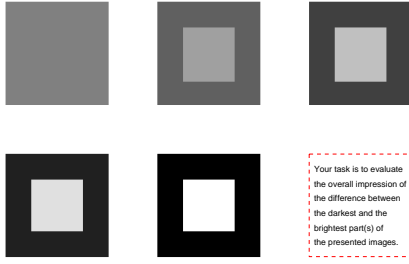 Your task is to evaluate
the overall impression of
the difference between
the darkest and the
brightest part(s) of
the presented images.